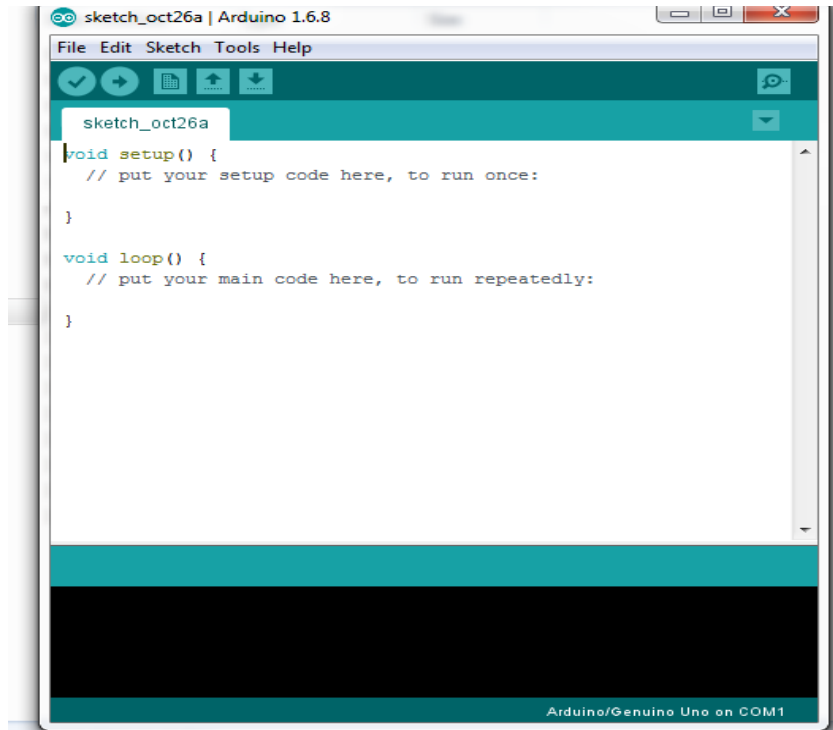 sketch_oct26a | Arduino 1.6.8
File Edit Sketch Tools Help
sketch_oct26a
void setup() {
  // put your setup code here, to run once:
}
void loop() {
  // put your main code here, to run repeatedly:
}
Arduino/Genuino Uno on COM1